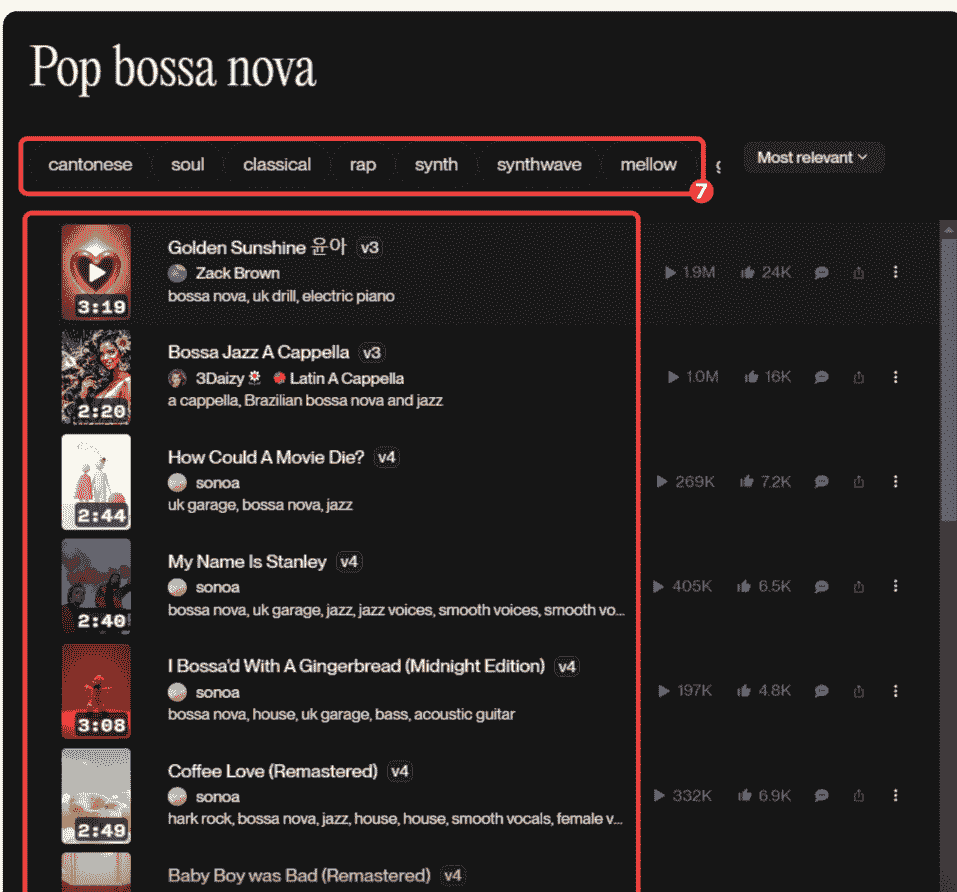 Pop bossa nova
cantonese soul classical rap synth synthwave mellow
Most relevant
7
Golden Sunshine 윤아 v3
Zack Brown
bossa nova, uk drill, electric piano
3:19
1.9M 24K
Bossa Jazz A Cappella v3
3Daizy Latin A Cappella
a cappella, Brazilian bossa nova and jazz
2:20
1.0M 16K
How Could A Movie Die? v4
sonoa
uk garage, bossa nova, jazz
2:44
269K 7.2K
My Name Is Stanley v4
sonoa
bossa nova, uk garage, jazz, jazz voices, smooth voices, smooth vo...
2:40
405K 6.5K
I Bossa'd With A Gingerbread (Midnight Edition) v4
sonoa
bossa nova, house, uk garage, bass, acoustic guitar
3:08
197K 4.8K
Coffee Love (Remastered) v4
sonoa
hark rock, bossa nova, jazz, house, house, smooth vocals, female v...
2:49
332K 6.9K
Baby Boy was Bad (Remastered) v4